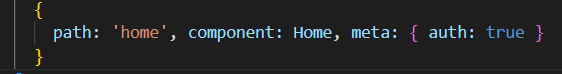 {
path: 'home', component: Home, meta: { auth: true }
}